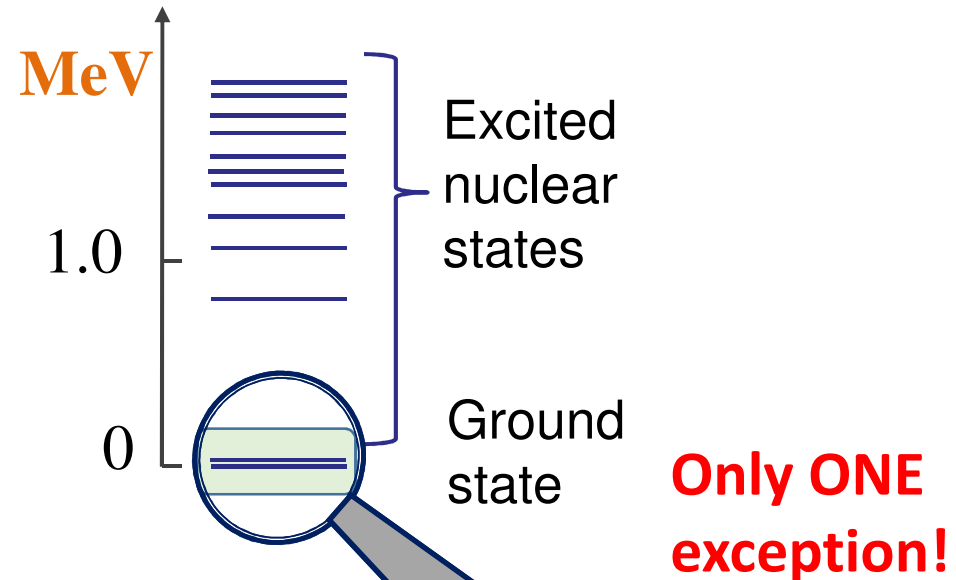 MeV
1.0
0
Excited
nuclear
states
Ground
state
Only ONE
exception!